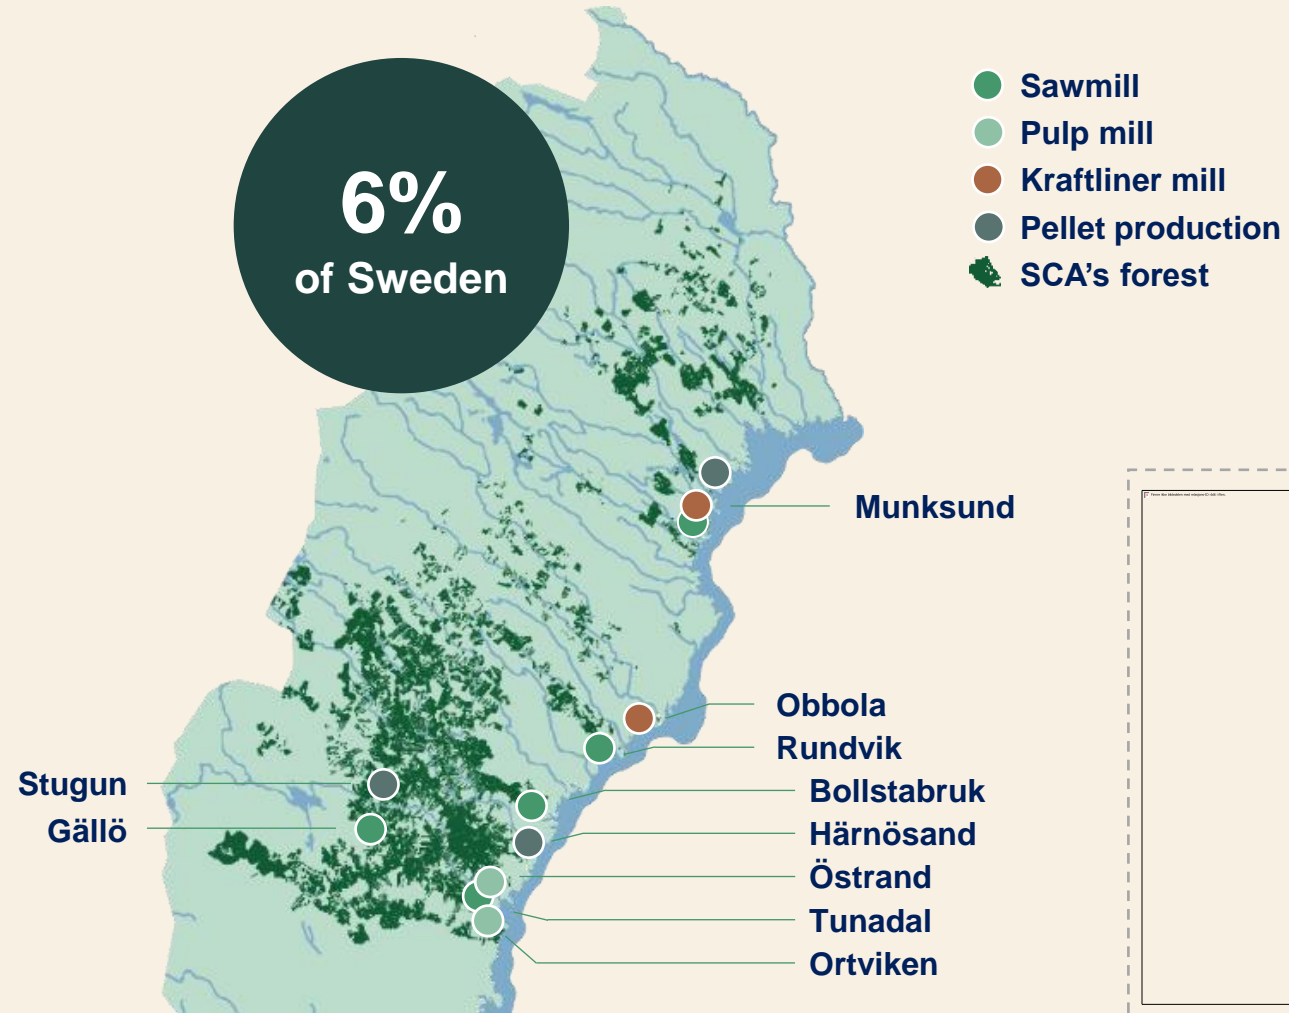 6%
of Sweden
Sawmill
Pulp mill
Kraftliner mill
Pellet production
SCA's forest
Munksund
Obbola
Rundvik
Stugun
Bollstabruk
Gällö
Härnösand
Östrand
Tunadal
Ortviken